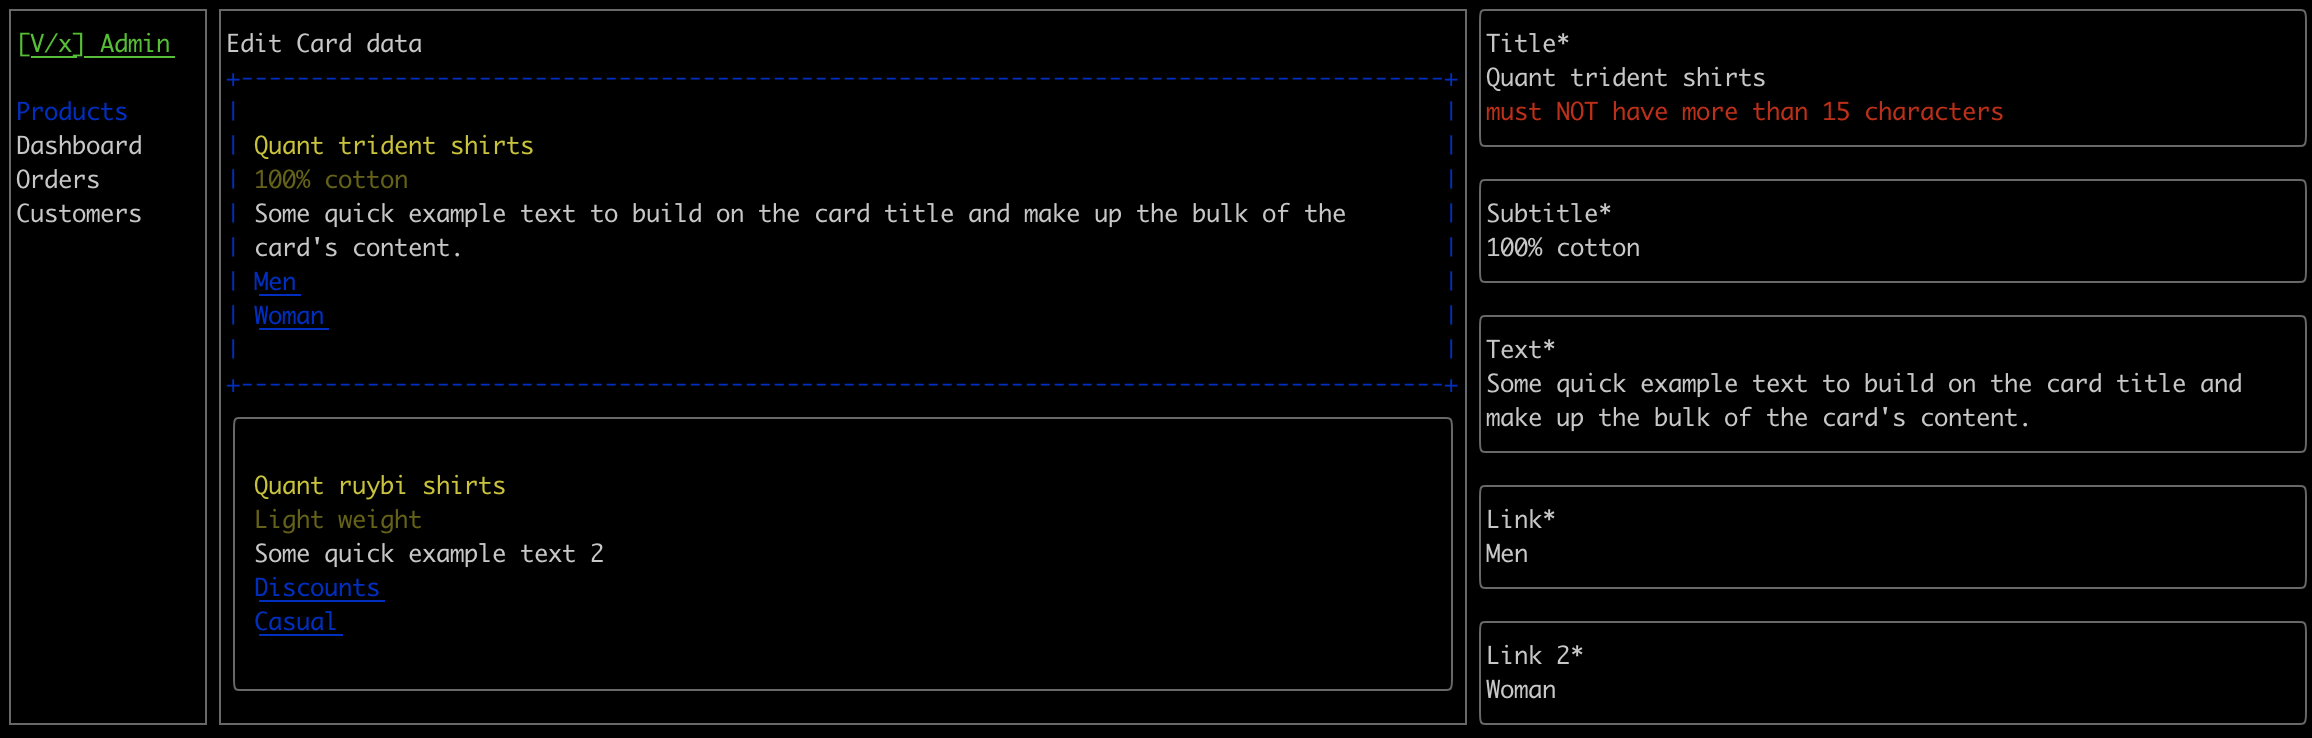 [V/x] Admin
Products
Dashboard
Orders
Customers
Edit Card data
Quant trident shirts
100% cotton
Some quick example text to build on the card title and make up the bulk of the
card's content.
Men
Woman
Quant ruybi shirts
Light weight
Some quick example text 2
Discounts
Casual
Title*
Quant trident shirts
must NOT have more than 15 characters
Subtitle*
100% cotton
Text*
Some quick example text to build on the card title and
make up the bulk of the card's content.
Link*
Men
Link 2*
Woman